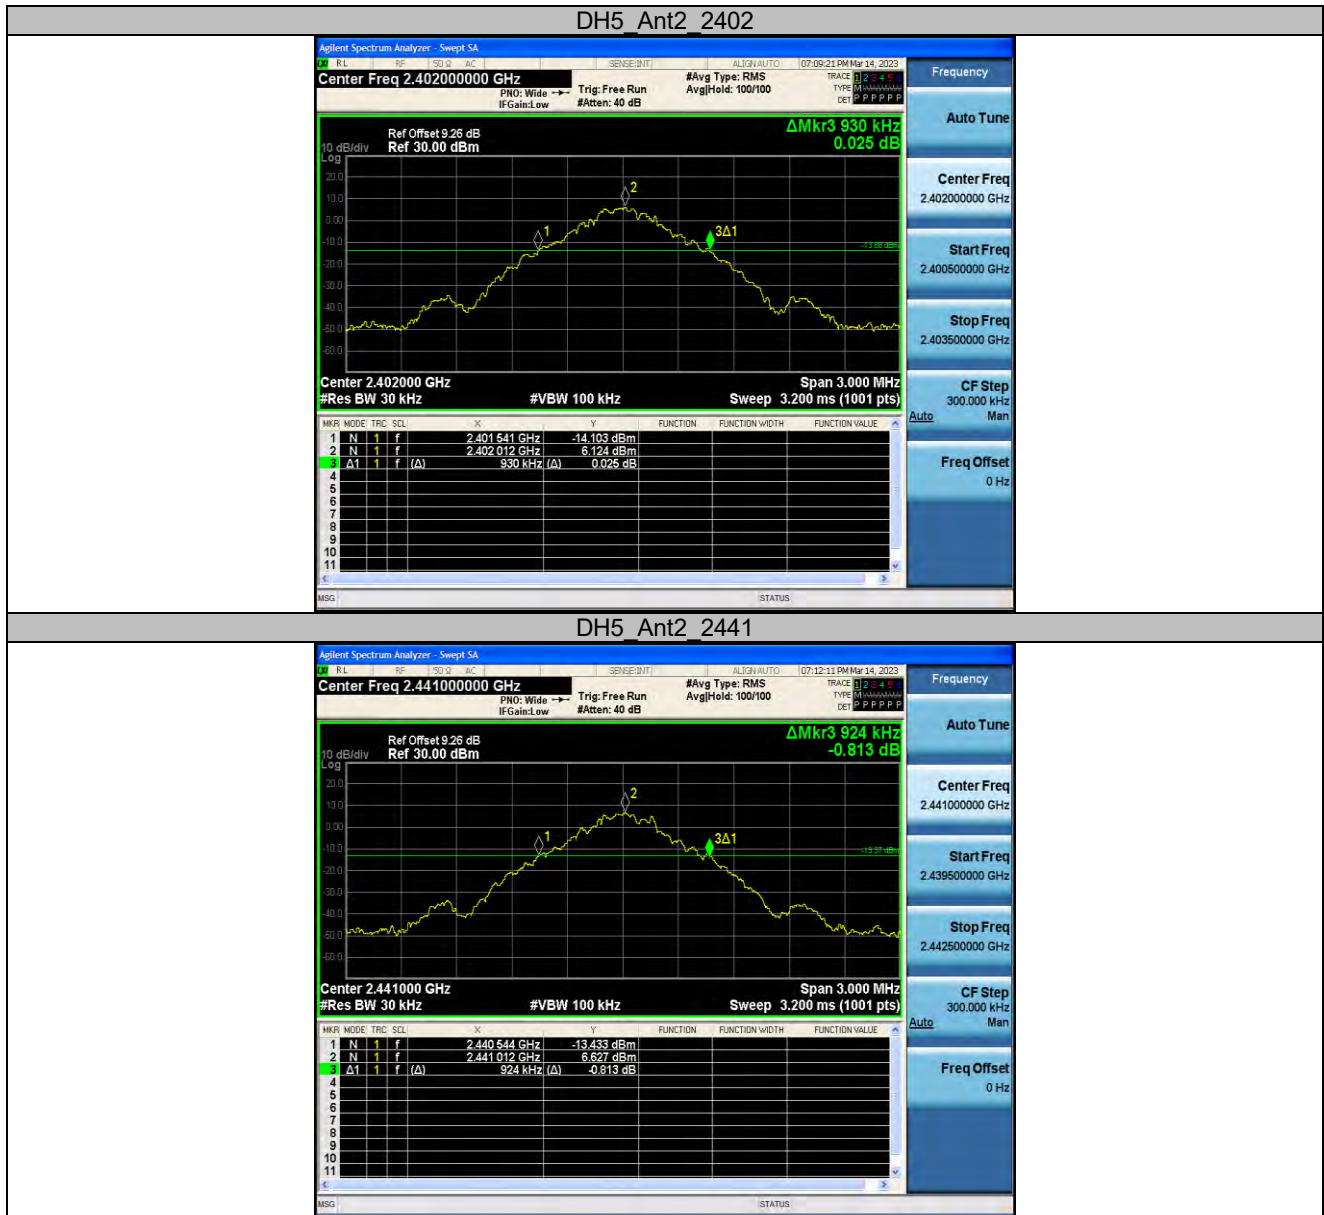 DH5_Ant2_2402
Agilent Spectrum Analyzer - Swept SA
RL RF 50 Ω AC SENSE:INT ALIGN AUTO 07:09:21 PM Mar 14, 2023
Center Freq 2.402000000 GHz
#Avg Type: RMS
TRACE 1 2 3 4 5 6
PNO: Wide
Trig: Free Run
Avg|Hold: 100/100
TYPE M
IFGain:Low
#Atten: 40 dB
DET P P P P P P
ΔMkr3 930 kHz
0.025 dB
Ref Offset 9.26 dB
10 dB/div Ref 30.00 dBm
Log
20.0
10.0
0.00
-10.0
-20.0
-30.0
-40.0
-50.0
-60.0
1
2
3Δ1
-13.88 dBm
Center 2.402000 GHz
Span 3.000 MHz
#Res BW 30 kHz
#VBW 100 kHz
Sweep 3.200 ms (1001 pts)
MKR MODE TRC SCL X Y FUNCTION FUNCTION WIDTH FUNCTION VALUE
1 N 1 f 2.401 541 GHz -14.103 dBm
2 N 1 f 2.402 012 GHz 6.124 dBm
3 Δ1 1 f (Δ) 930 kHz (Δ) 0.025 dB
4
5
6
7
8
9
10
11
MSG
STATUS
Frequency
Auto Tune
Center Freq
2.402000000 GHz
Start Freq
2.400500000 GHz
Stop Freq
2.403500000 GHz
CF Step
300.000 kHz
Auto Man
Freq Offset
0 Hz
DH5_Ant2_2441
Agilent Spectrum Analyzer - Swept SA
RL RF 50 Ω AC SENSE:INT ALIGN AUTO 07:12:11 PM Mar 14, 2023
Center Freq 2.441000000 GHz
#Avg Type: RMS
TRACE 1 2 3 4 5 6
PNO: Wide
Trig: Free Run
Avg|Hold: 100/100
TYPE M
IFGain:Low
#Atten: 40 dB
DET P P P P P P
ΔMkr3 924 kHz
-0.813 dB
Ref Offset 9.26 dB
10 dB/div Ref 30.00 dBm
Log
20.0
10.0
0.00
-10.0
-20.0
-30.0
-40.0
-50.0
-60.0
1
2
3Δ1
-13.37 dBm
Center 2.441000 GHz
Span 3.000 MHz
#Res BW 30 kHz
#VBW 100 kHz
Sweep 3.200 ms (1001 pts)
MKR MODE TRC SCL X Y FUNCTION FUNCTION WIDTH FUNCTION VALUE
1 N 1 f 2.440 544 GHz -13.433 dBm
2 N 1 f 2.441 012 GHz 6.627 dBm
3 Δ1 1 f (Δ) 924 kHz (Δ) -0.813 dB
4
5
6
7
8
9
10
11
MSG
STATUS
Frequency
Auto Tune
Center Freq
2.441000000 GHz
Start Freq
2.439500000 GHz
Stop Freq
2.442500000 GHz
CF Step
300.000 kHz
Auto Man
Freq Offset
0 Hz